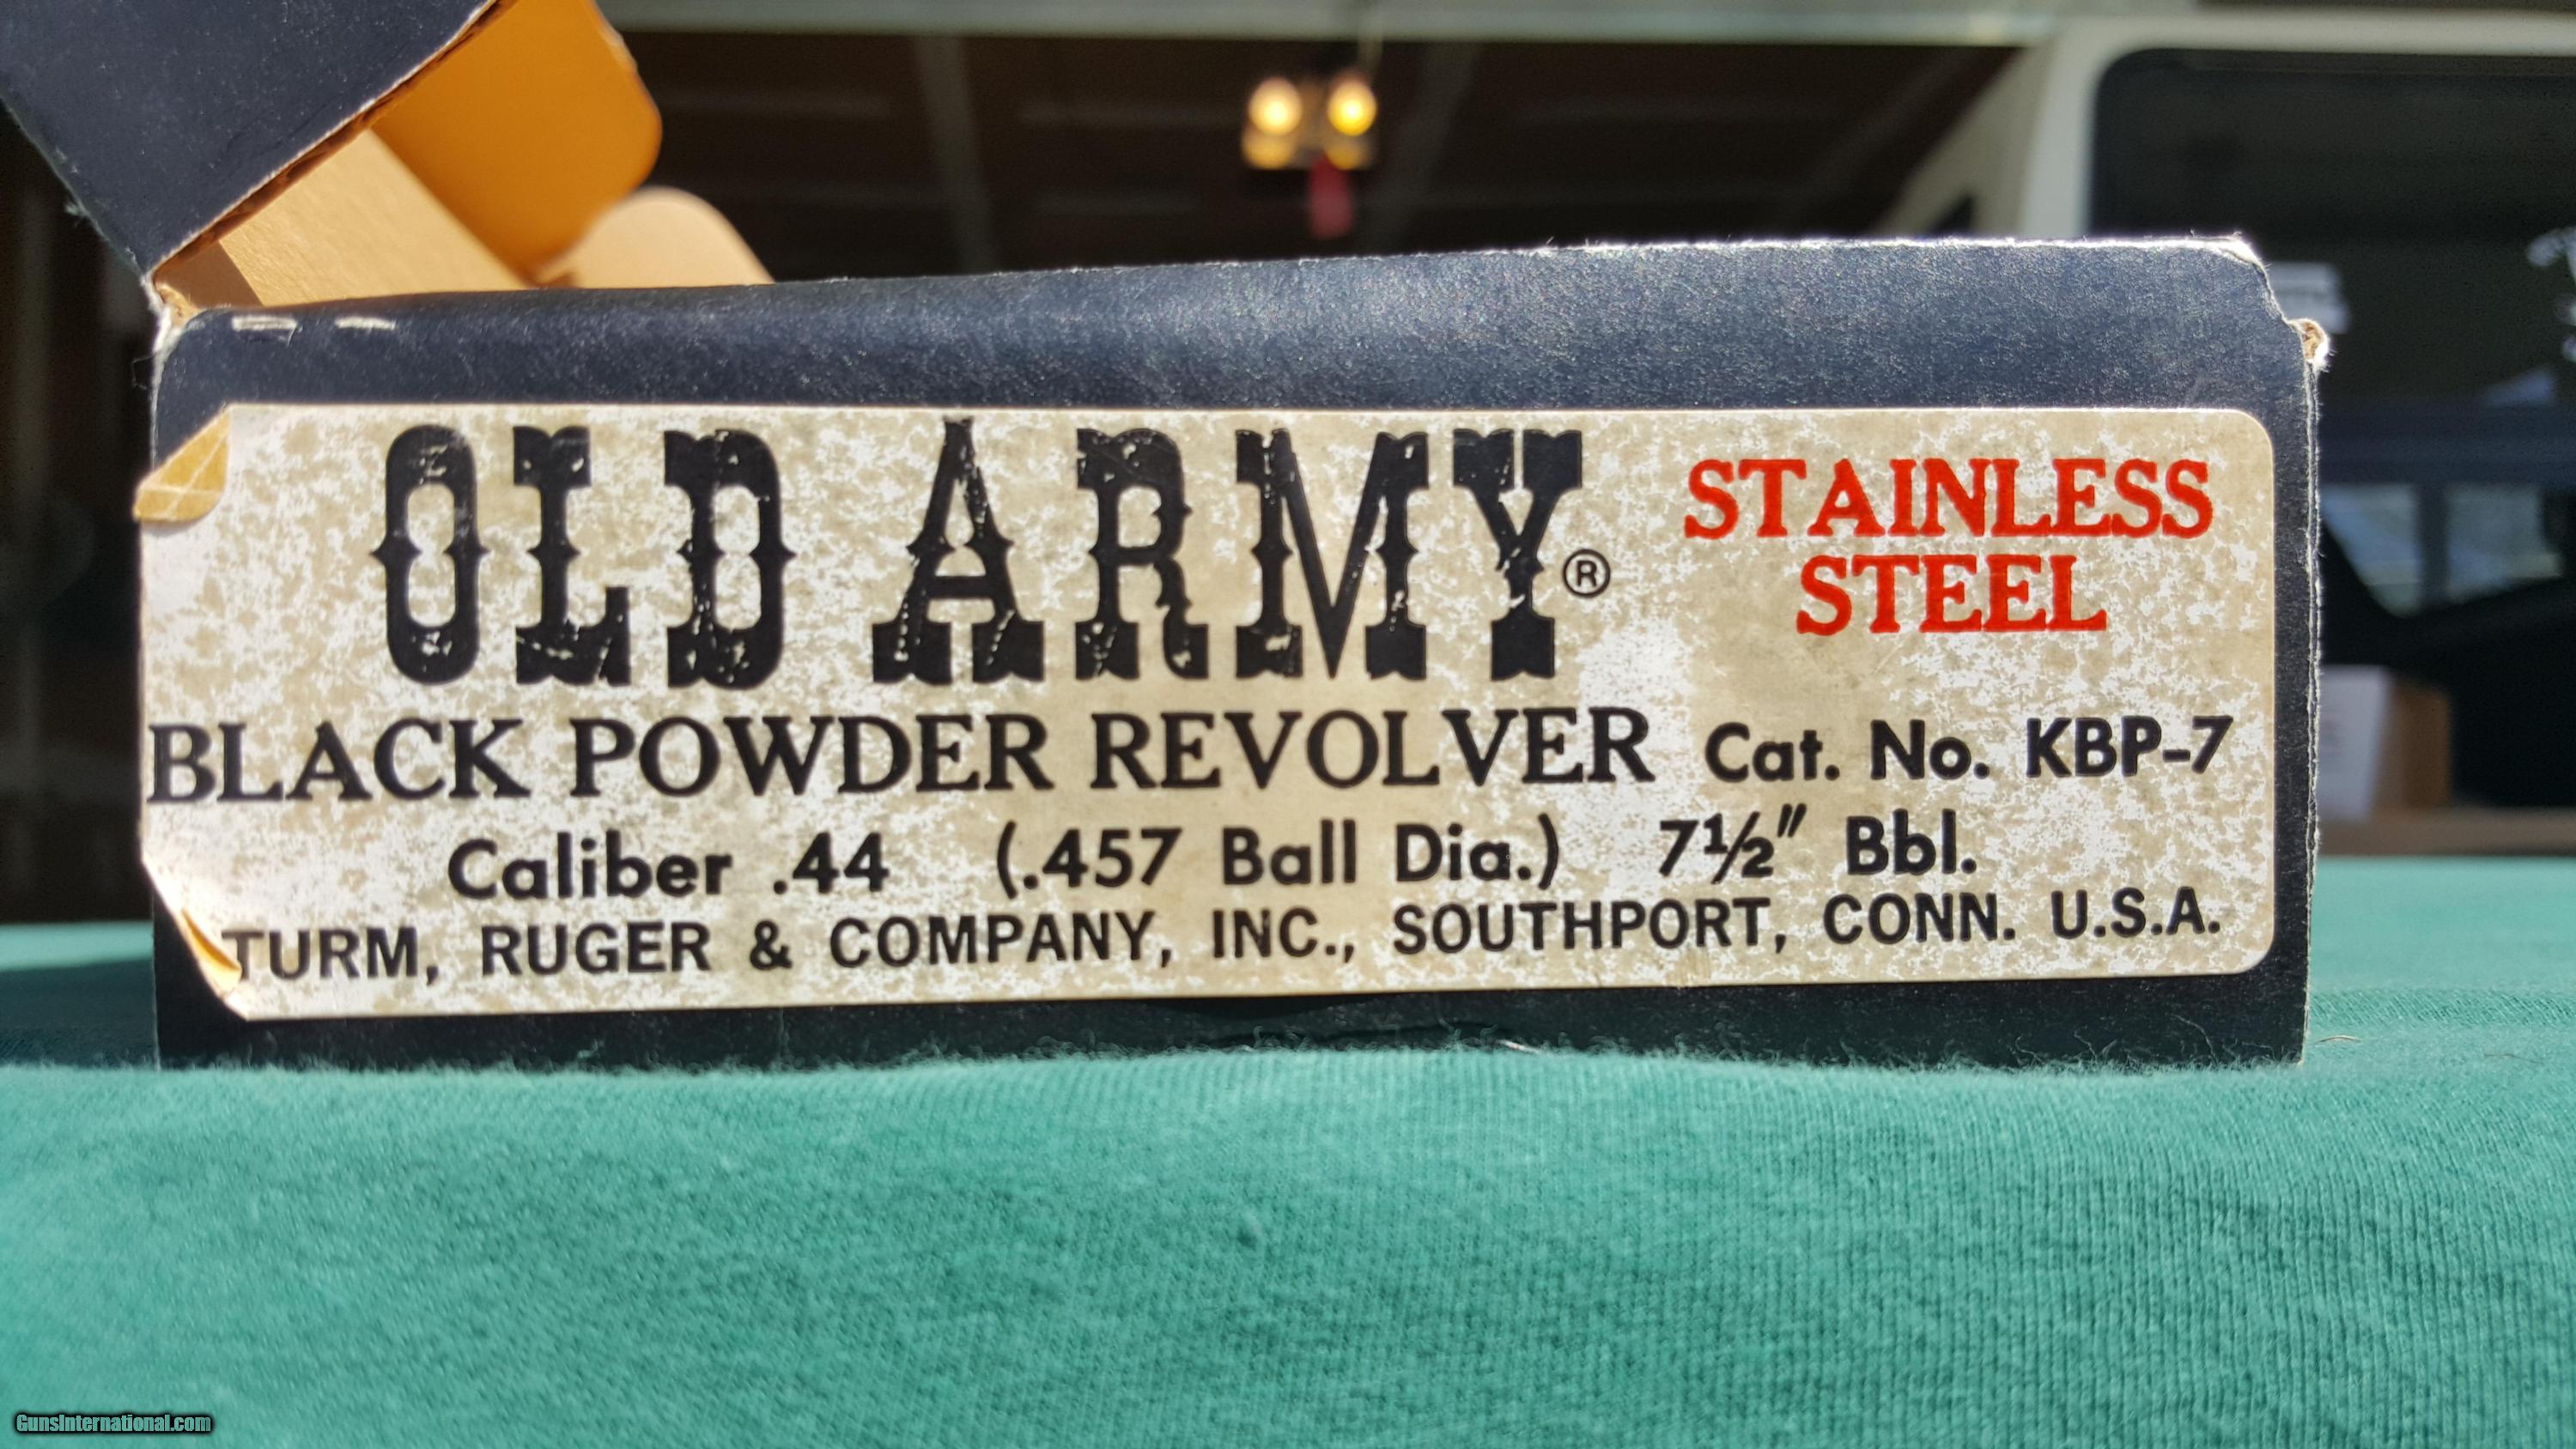 OLD ARMY®
STAINLESS
STEEL
BLACK POWDER REVOLVER Cat. No. KBP-7
Caliber .44 (.457 Ball Dia.) 7½" Bbl.
TURM, RUGER & COMPANY, INC., SOUTHPORT, CONN. U.S.A.
GunsInternational.com